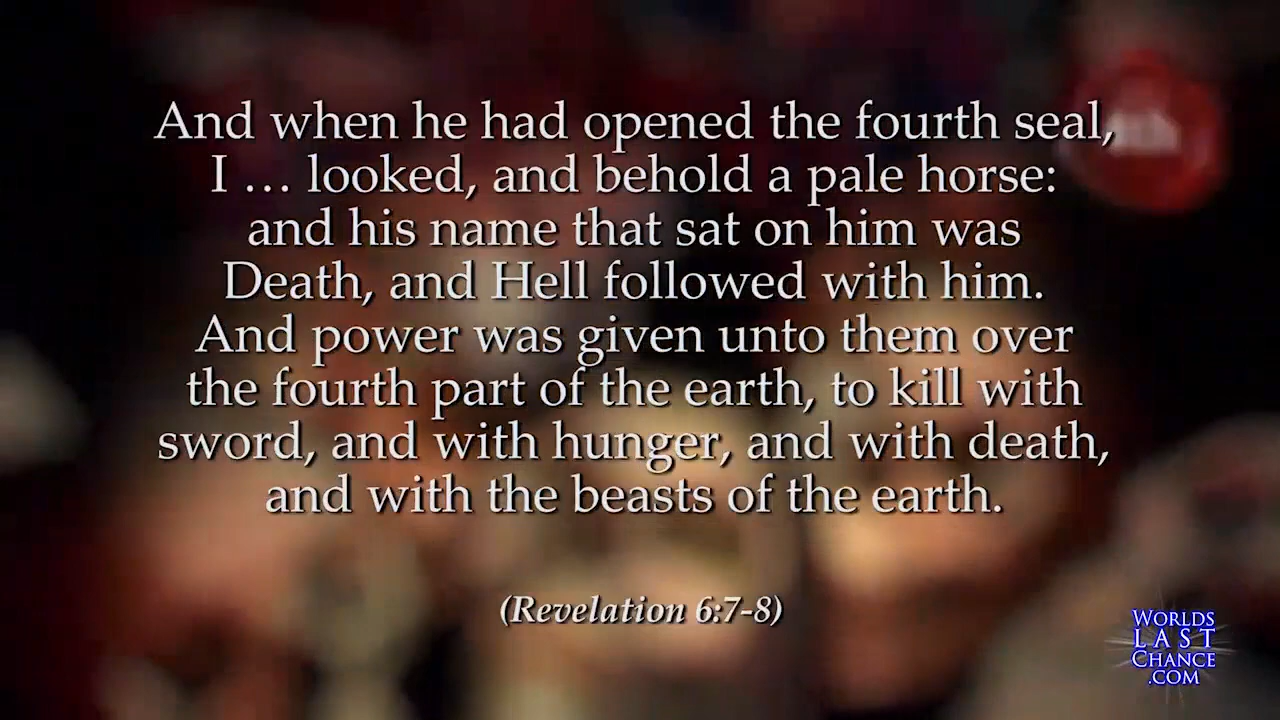 And when he had opened the fourth seal,
I … looked, and behold a pale horse:
and his name that sat on him was
Death, and Hell followed with him.
And power was given unto them over
the fourth part of the earth, to kill with
sword, and with hunger, and with death,
and with the beasts of the earth.
(Revelation 6:7-8)
WORLDS
LAST
CHANCE
.COM